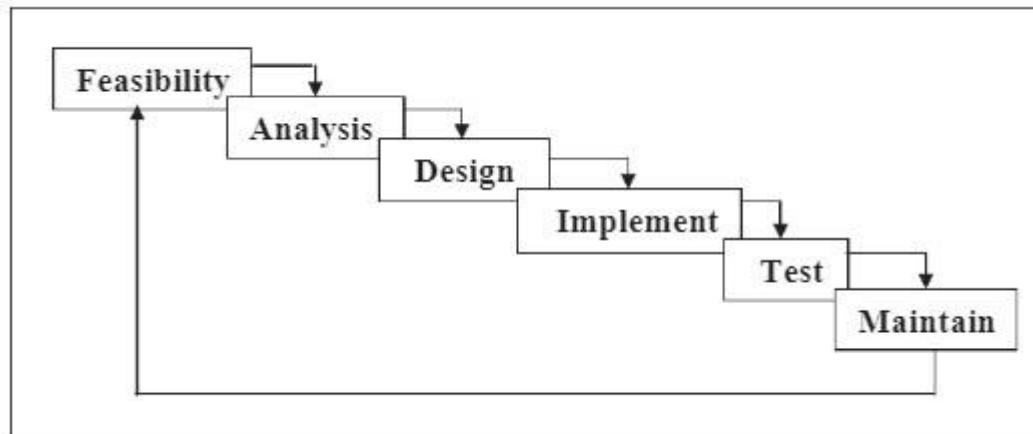 Feasibility
Analysis
Design
Implement
Test
Maintain